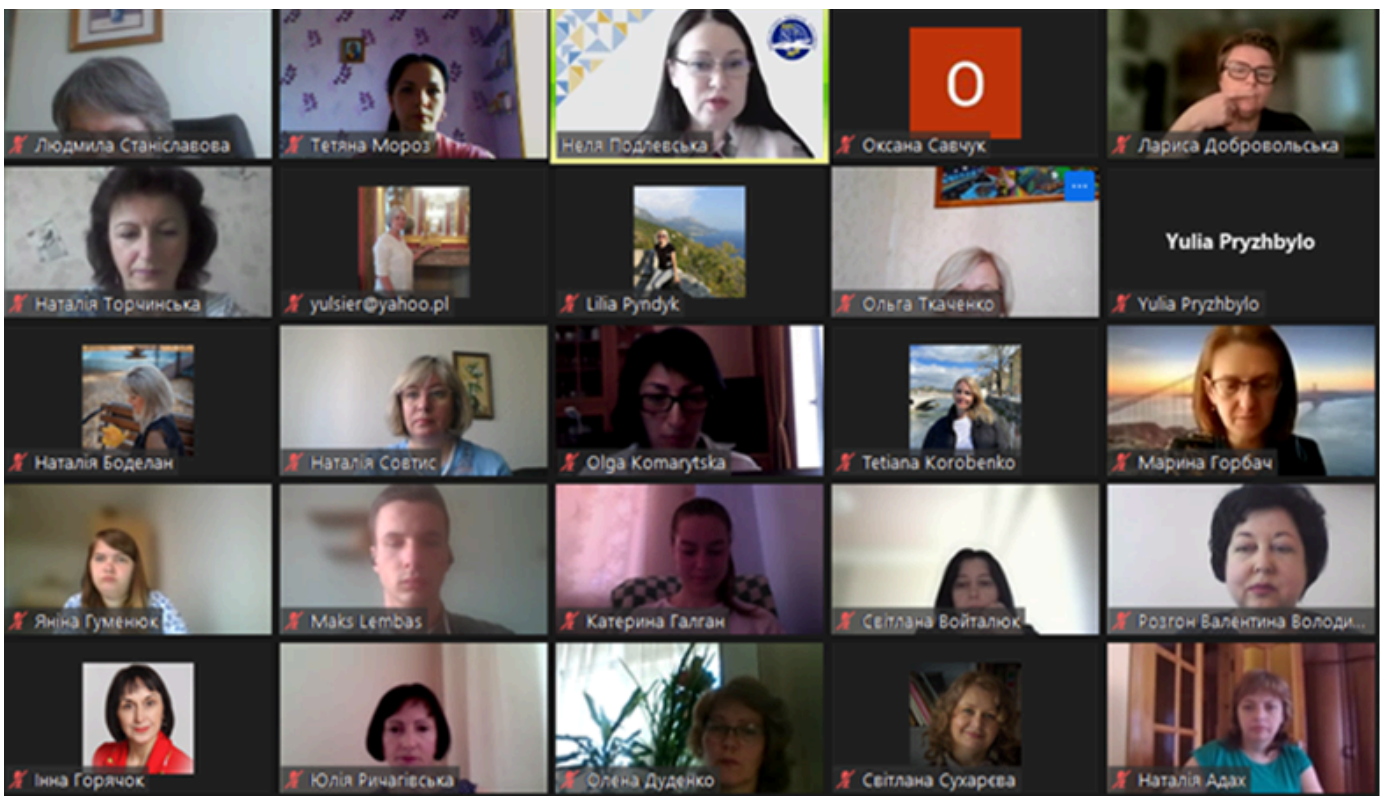 Людмила Станіславова
Тетяна Мороз
Неля Подлевська
O
Оксана Савчук
Лариса Добровольська
Наталія Торчинська
yulsier@yahoo.pl
Lilia Pyndyk
Ольга Ткаченко
Yulia Pryzhbylo
Yulia Pryzhbylo
Наталія Боделан
Наталія Совтис
Olga Komarytska
Tetiana Korobenko
Марина Горбач
Яніна Гуменюк
Maks Lembas
Катерина Галган
Світлана Войталюк
Розгон Валентина Володи...
Інна Горячок
Юлія Ричагівська
Олена Дуденко
Світлана Сухарєва
Наталія Адах